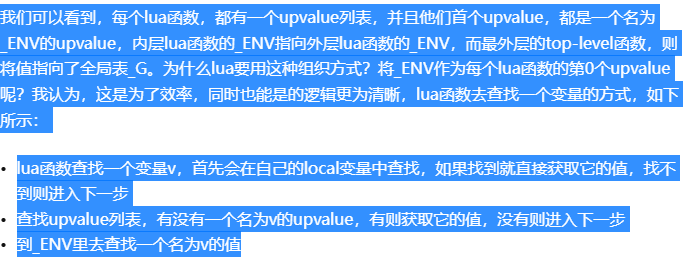 我们可以看到，每个lua函数，都有一个upvalue列表，并且他们首个upvalue，都是一个名为
_ENV的upvalue，内层lua函数的_ENV指向外层lua函数的_ENV，而最外层的top-level函数，则
将值指向了全局表_G。为什么lua要用这种组织方式？将_ENV作为每个lua函数的第0个upvalue
呢？我认为，这是为了效率，同时也能是的逻辑更为清晰，lua函数去查找一个变量的方式，如下
所示：
• lua函数查找一个变量v，首先会在自己的local变量中查找，如果找到就直接获取它的值，找不
到则进入下一步
• 查找upvalue列表，有没有一个名为v的upvalue，有则获取它的值，没有则进入下一步
• 到_ENV里去查找一个名为v的值